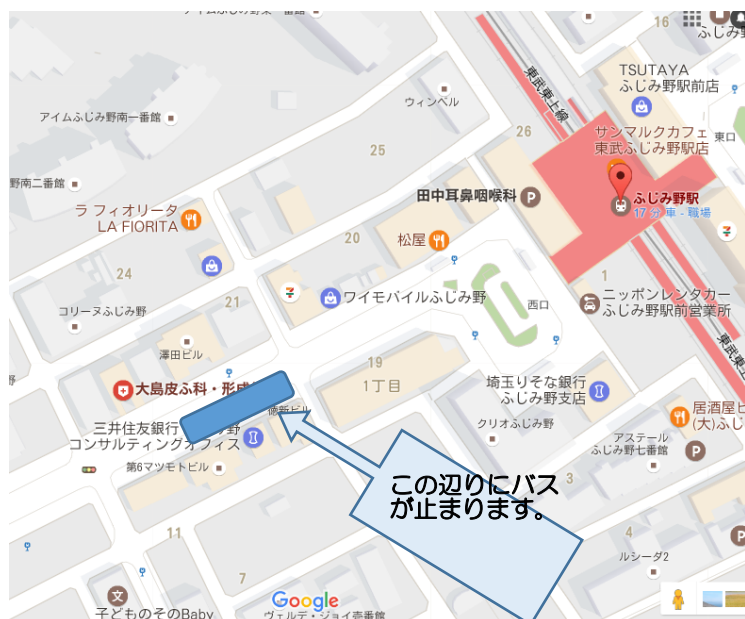 16
ふじみ
TSUTAYA
ふじみ野駅前店
東武東上線
ウィンベル
アイムふじみ野南一番館
サンマルクカフェ
東武ふじみ野駅店
東口
26
25
野南二番館
田中耳鼻咽喉科
ふじみ野駅
17 分 車 - 職場
ラ フィオリータ
LA FIORITA
20
松屋
24
1
ワイモバイルふじみ野
西口
ニッポンレンタカー
ふじみ野駅前営業所
21
コリーヌふじみ野
澤田ビル
19
1丁目
大島皮ふ科・形成
埼玉りそな銀行
ふじみ野支店
三井住友銀行
コンサルティングオフィス
クリオふじみ野
居酒屋
(大)ふじ
アステール
ふじみ野七番館
第6マツモトビル
この辺りにバス
が止まります。
3
11
4
ルシーダ2
7
Google
子どものそのBaby
ヴェルデ・ジョイ壱番館